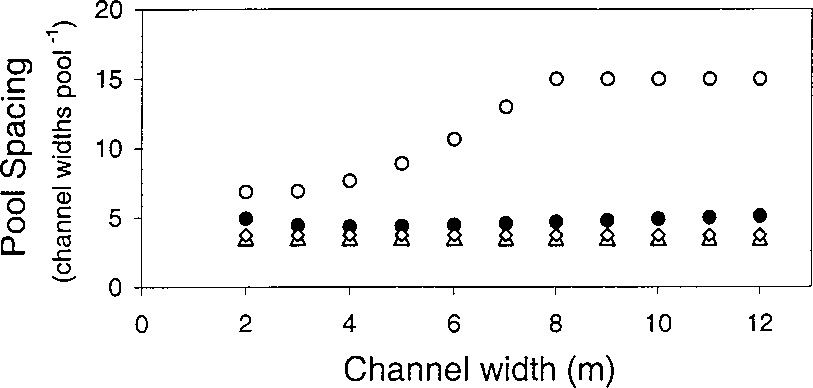 Pool Spacing
(channel widths pool -1)
20
15
10
5
0
0 2 4 6 8 10 12
Channel width (m)